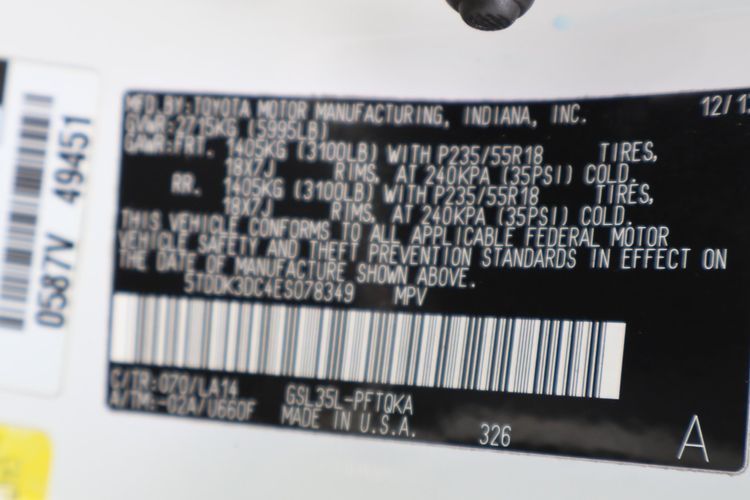 MFD.BY:TOYOTA MOTOR MANUFACTURING, INDIANA, INC. 12/1
GVWR:2715KG (5995LB)
GAWR:FRT. 1405KG (3100LB) WITH P235/55R18 TIRES,
18X7J RIMS, AT 240KPA (35PSI) COLD.
RR. 1405KG (3100LB) WITH P235/55R18 TIRES,
18X7J RIMS, AT 240KPA (35PSI) COLD.
THIS VEHICLE CONFORMS TO ALL APPLICABLE FEDERAL MOTOR
VEHICLE SAFETY AND THEFT PREVENTION STANDARDS IN EFFECT ON
THE DATE OF MANUFACTURE SHOWN ABOVE.
5TDDK3DC4ES078349 MPV
C/TR:070/LA14 GSL35L-PFTQKA
A/TM:-02A/U660F MADE IN U.S.A. 326 A
0587V 49451